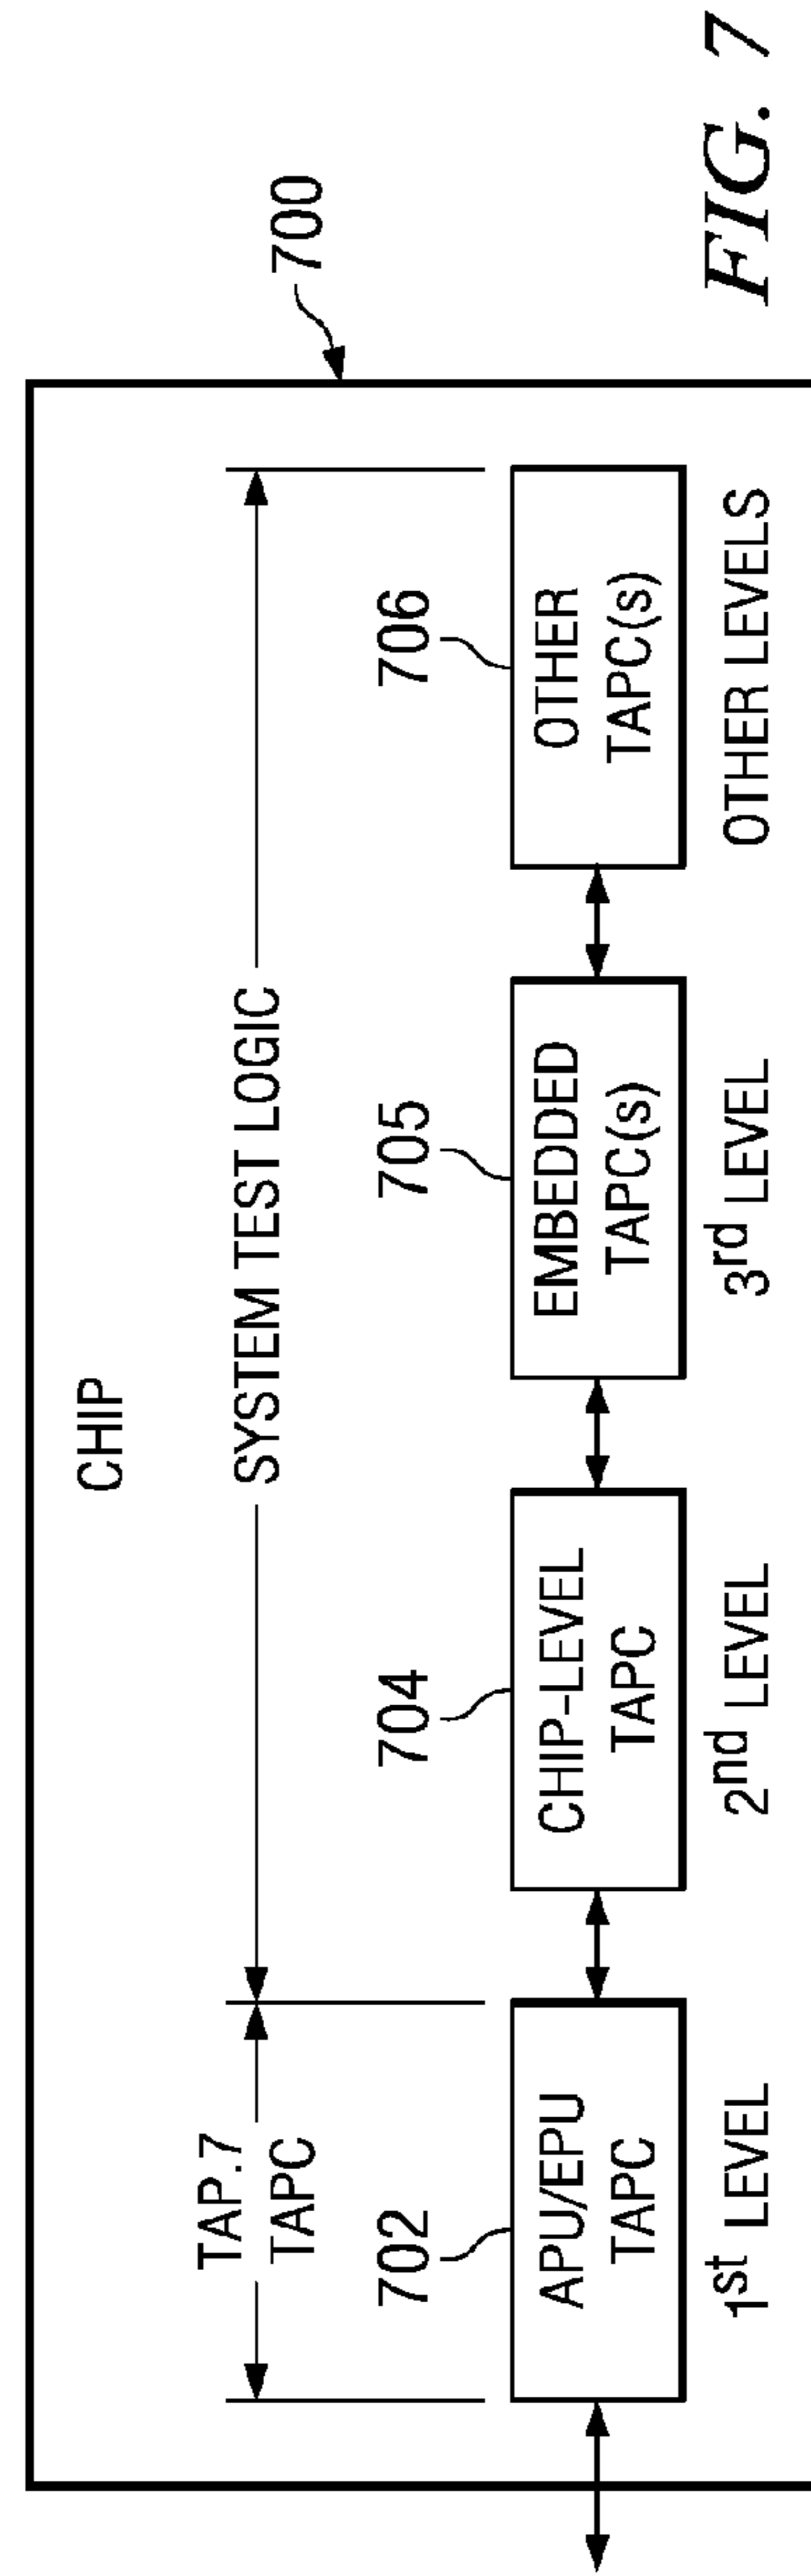 CHIP
700
TAP.7
TAPC
SYSTEM TEST LOGIC
702
704
705
706
APU/EPU
TAPC
CHIP-LEVEL
TAPC
EMBEDDED
TAPC(s)
OTHER
TAPC(s)
1st LEVEL
2nd LEVEL
3rd LEVEL
OTHER LEVELS
FIG. 7